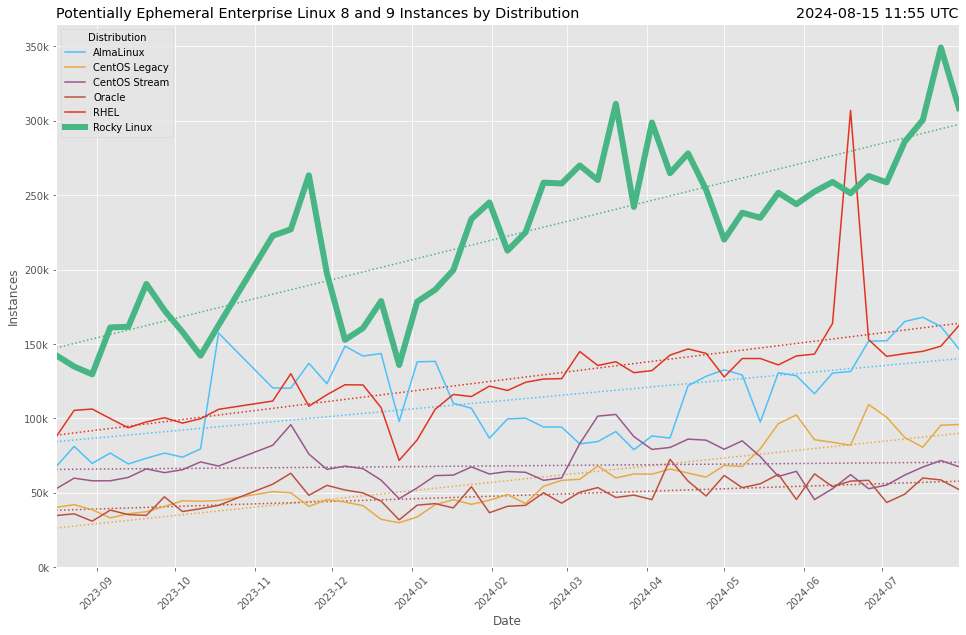 Potentially Ephemeral Enterprise Linux 8 and 9 Instances by Distribution
2024-08-15 11:55 UTC
Distribution
AlmaLinux
CentOS Legacy
CentOS Stream
Oracle
RHEL
Rocky Linux
350k
300k
250k
200k
150k
100k
50k
0k
Instances
2023-09
2023-10
2023-11
2023-12
2024-01
2024-02
2024-03
2024-04
2024-05
2024-06
2024-07
Date